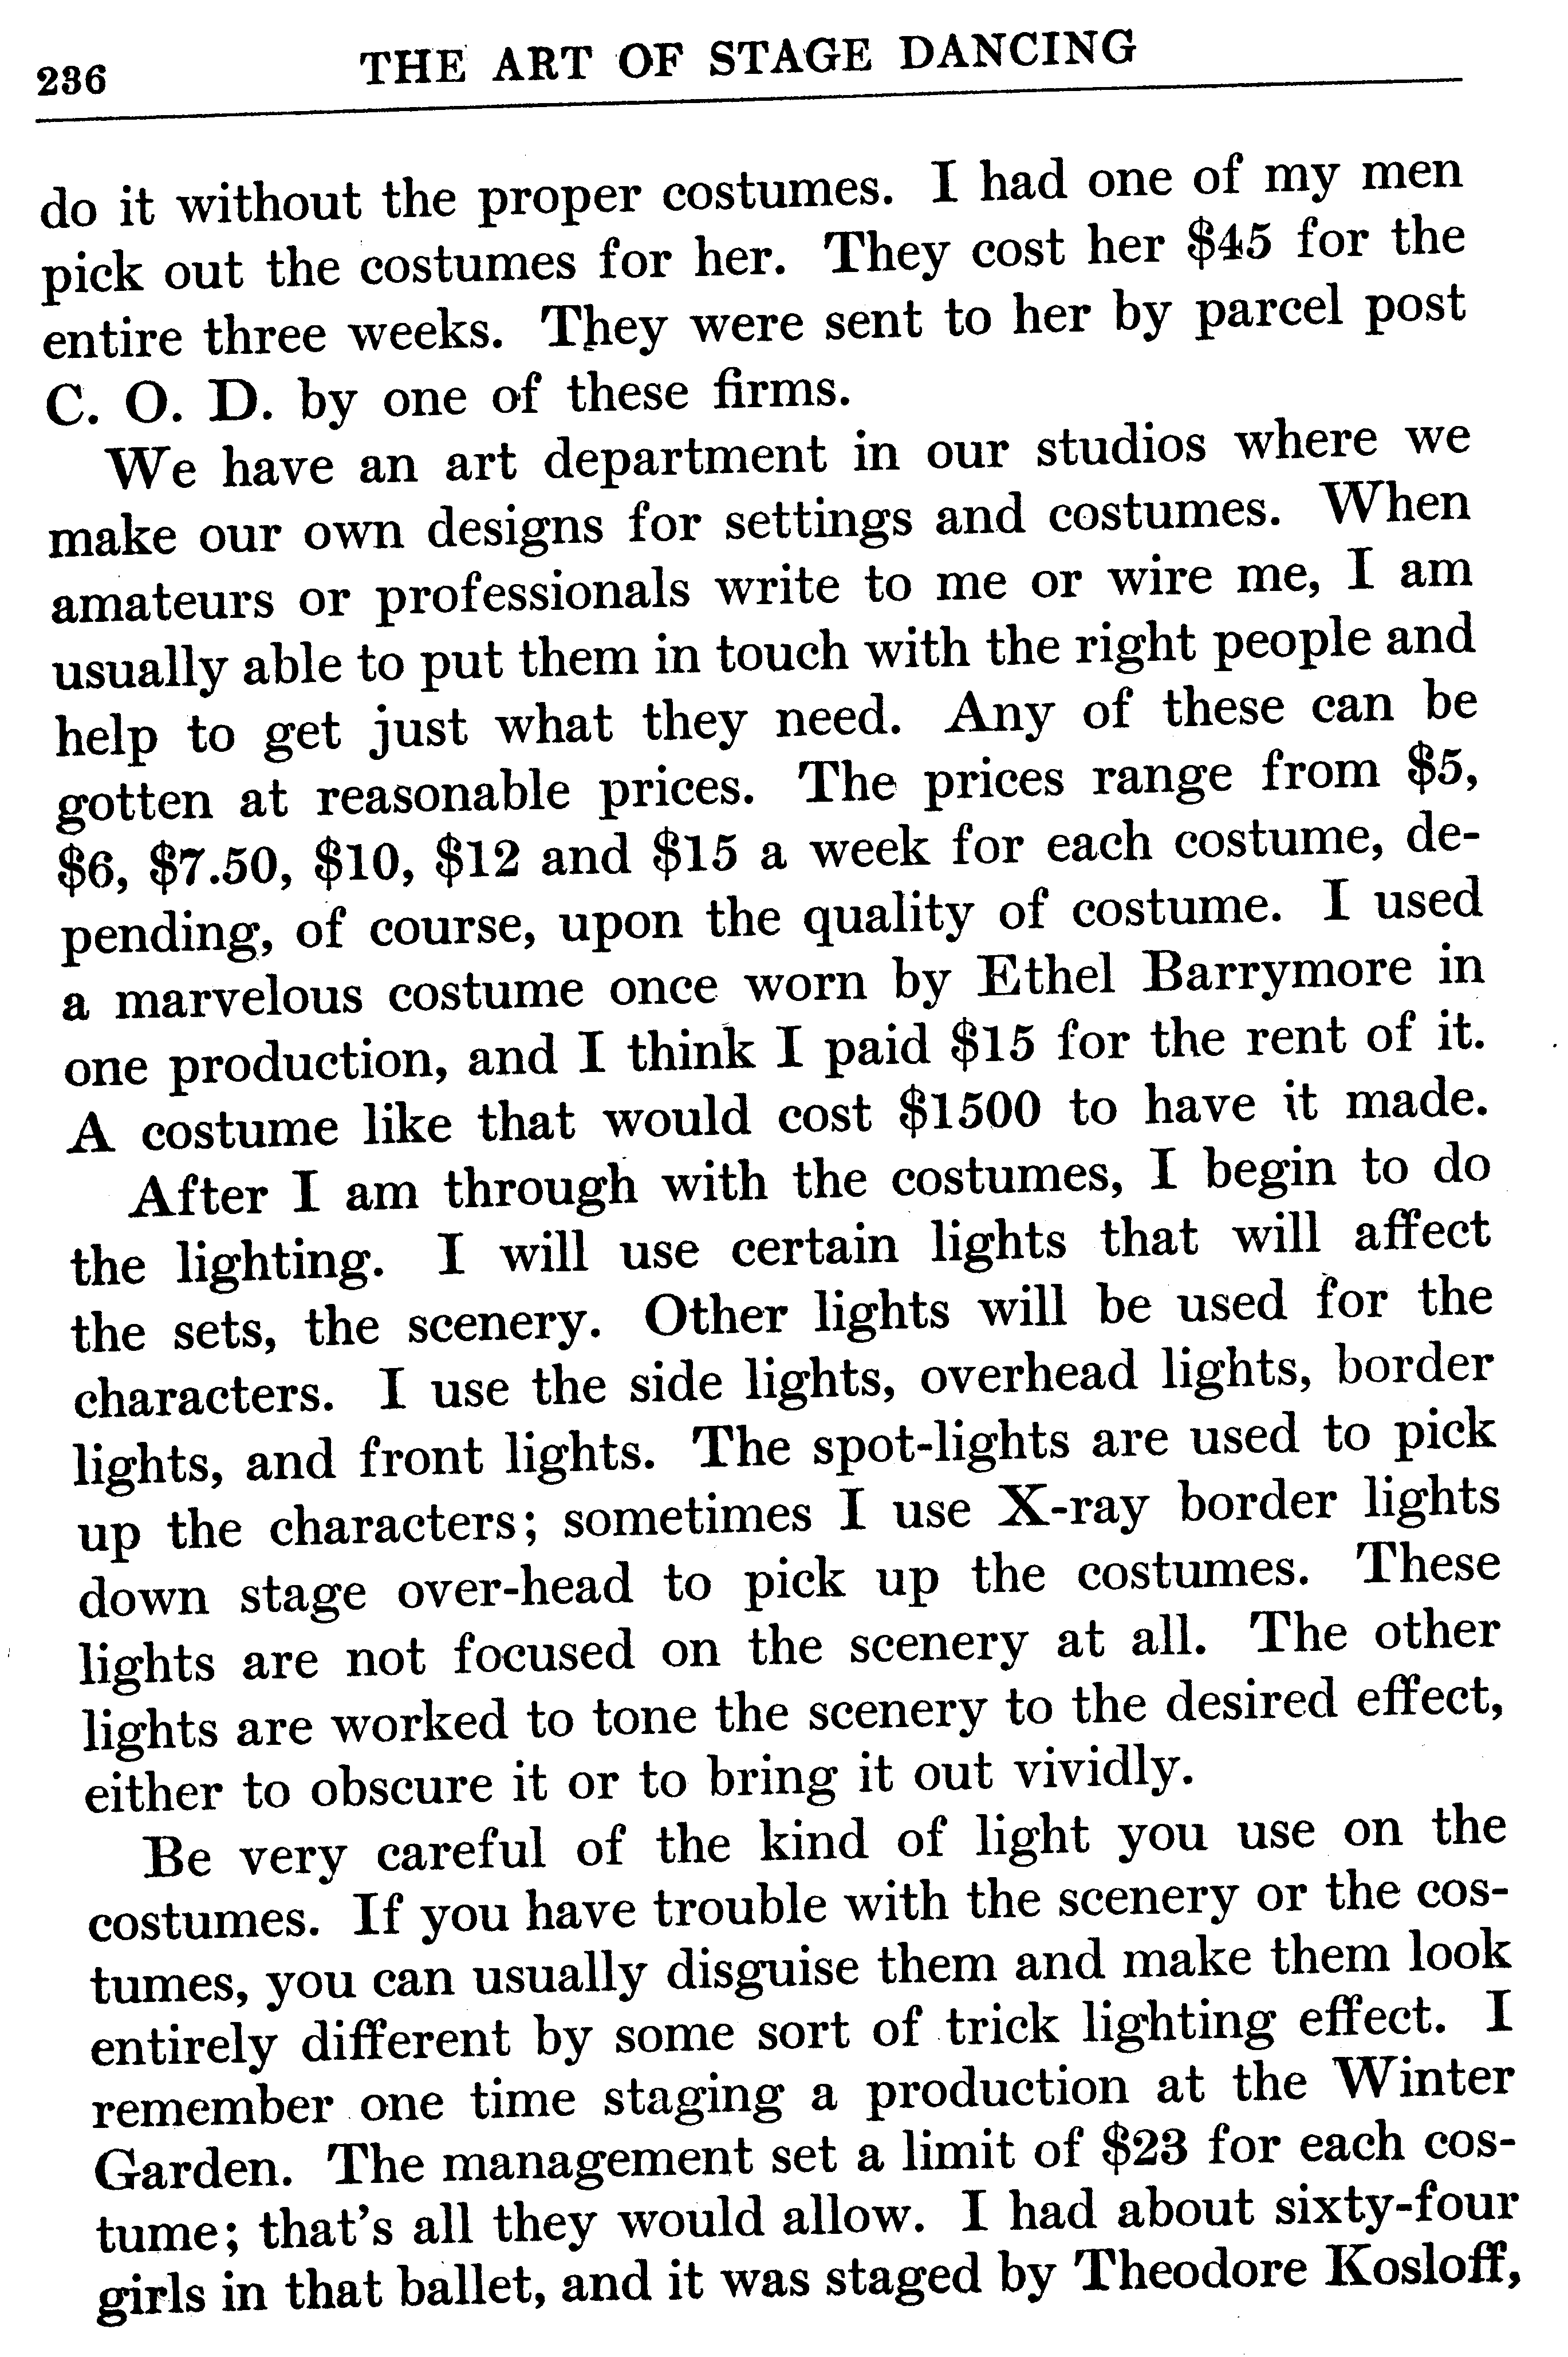 236 THE ART OF STAGE DANCING
do it without the proper costumes. I had one of my men
pick out the costumes for her. They cost her $45 for the
entire three weeks. They were sent to her by parcel post
C. O. D. by one of these firms.
We have an art department in our studios where we
make our own designs for settings and costumes. When
amateurs or professionals write to me or wire me, I am
usually able to put them in touch with the right people and
help to get just what they need. Any of these can be
gotten at reasonable prices. The prices range from $5,
$6, $7.50, $10, $12 and $15 a week for each costume, de-
pending, of course, upon the quality of costume. I used
a marvelous costume once worn by Ethel Barrymore in
one production, and I think I paid $15 for the rent of it.
A costume like that would cost $1500 to have it made.
After I am through with the costumes, I begin to do
the lighting. I will use certain lights that will affect
the sets, the scenery. Other lights will be used for the
characters. I use the side lights, overhead lights, border
lights, and front lights. The spot-lights are used to pick
up the characters; sometimes I use X-ray border lights
down stage over-head to pick up the costumes. These
lights are not focused on the scenery at all. The other
lights are worked to tone the scenery to the desired effect,
either to obscure it or to bring it out vividly.
Be very careful of the kind of light you use on the
costumes. If you have trouble with the scenery or the cos-
tumes, you can usually disguise them and make them look
entirely different by some sort of trick lighting effect. I
remember one time staging a production at the Winter
Garden. The management set a limit of $23 for each cos-
tume; that's all they would allow. I had about sixty-four
girls in that ballet, and it was staged by Theodore Kosloff,